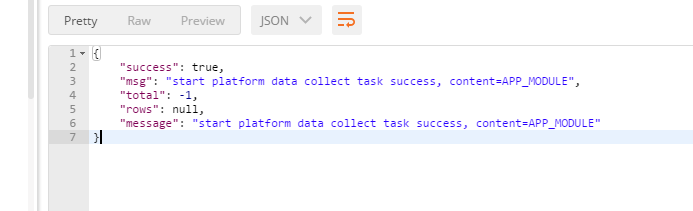 Pretty Raw Preview JSON
1 {
2 "success": true,
3 "msg": "start platform data collect task success, content=APP_MODULE",
4 "total": -1,
5 "rows": null,
6 "message": "start platform data collect task success, content=APP_MODULE"
7 }